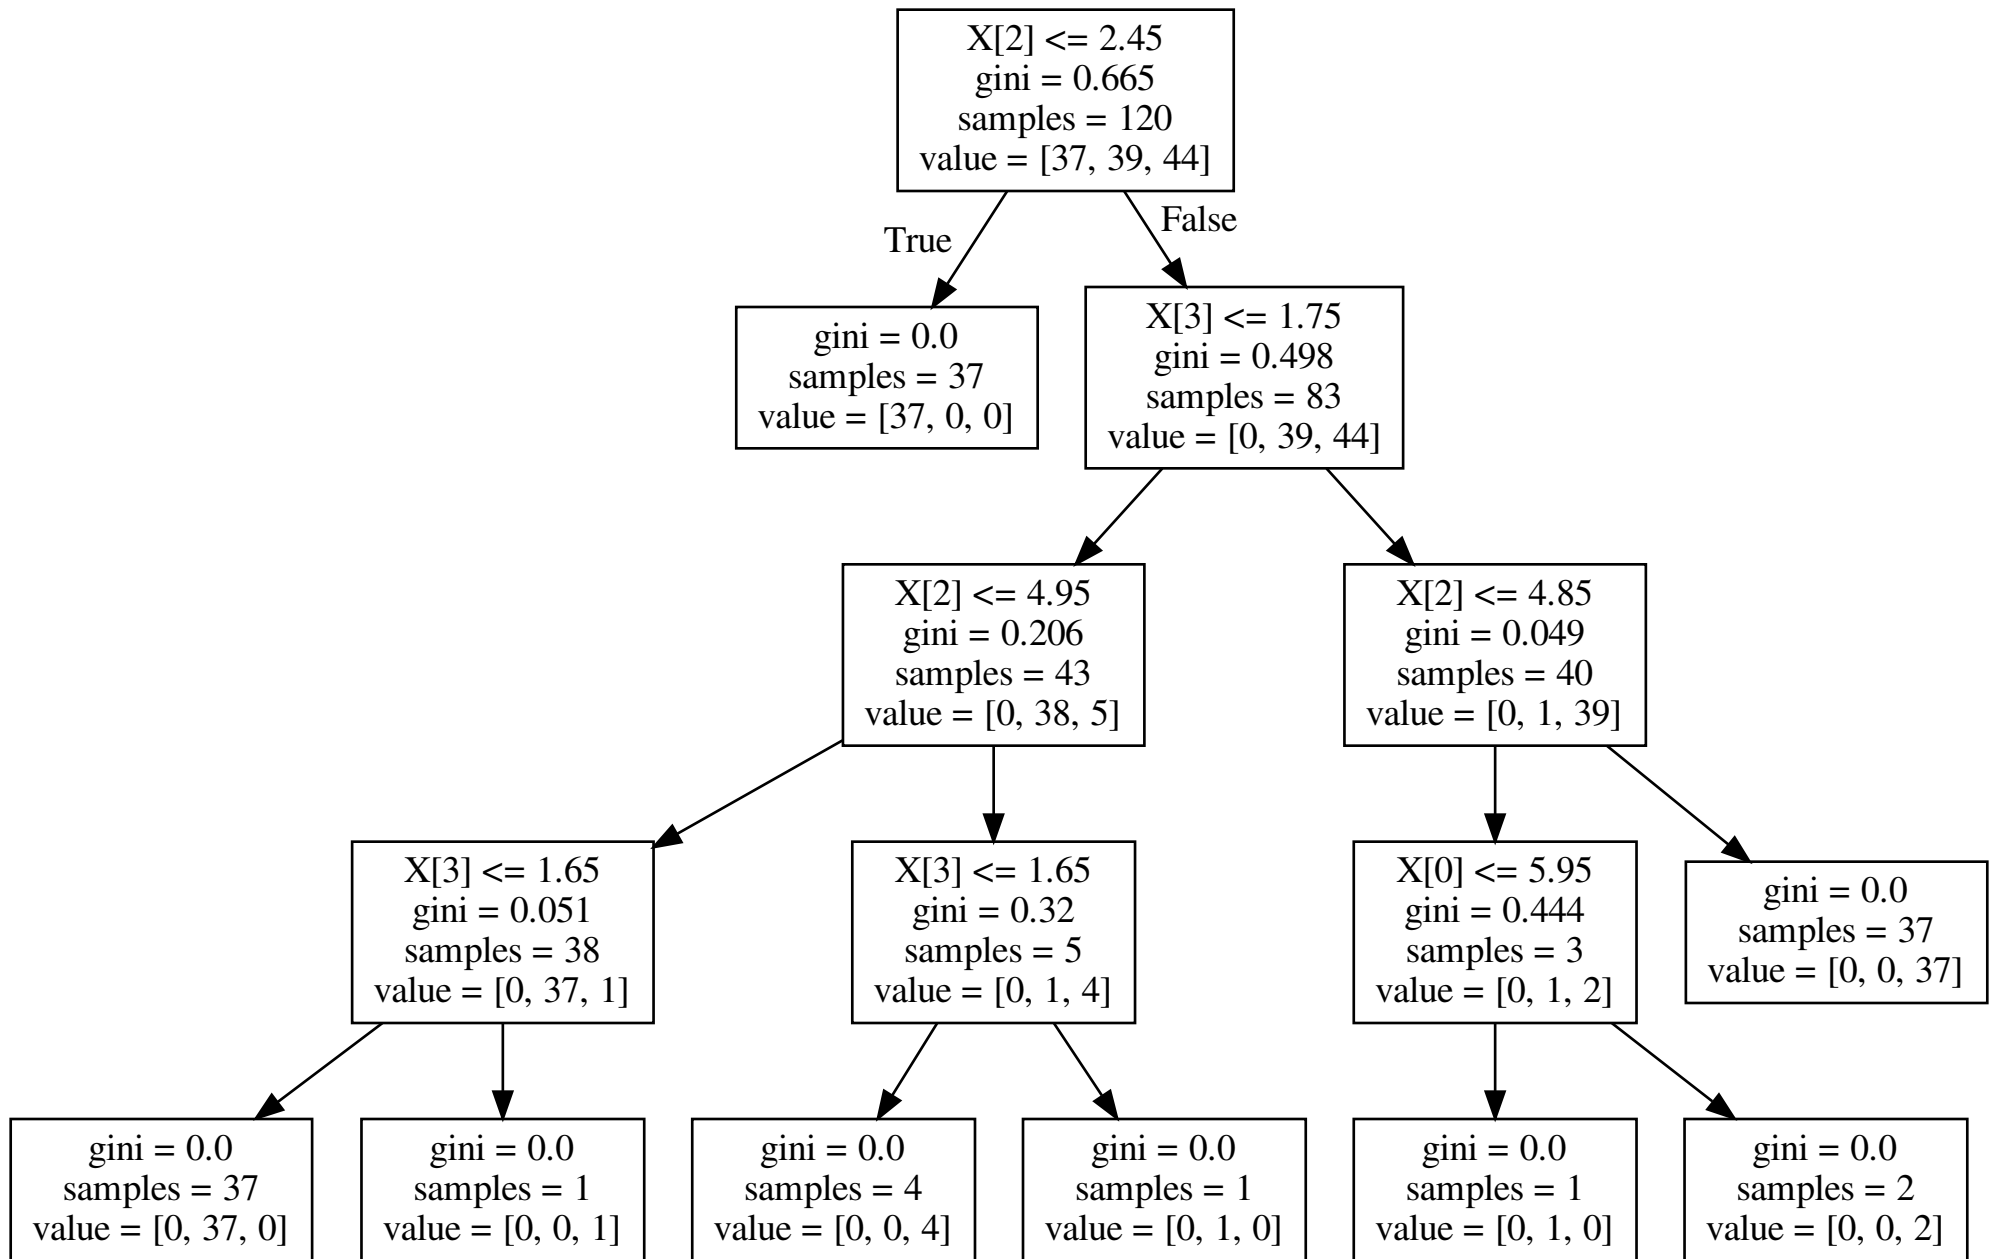 X[2] <= 2.45
gini = 0.665
samples = 120
value = [37, 39, 44]
True
False
gini = 0.0
samples = 37
value = [37, 0, 0]
X[3] <= 1.75
gini = 0.498
samples = 83
value = [0, 39, 44]
X[2] <= 4.95
gini = 0.206
samples = 43
value = [0, 38, 5]
X[2] <= 4.85
gini = 0.049
samples = 40
value = [0, 1, 39]
X[3] <= 1.65
gini = 0.051
samples = 38
value = [0, 37, 1]
X[3] <= 1.65
gini = 0.32
samples = 5
value = [0, 1, 4]
X[0] <= 5.95
gini = 0.444
samples = 3
value = [0, 1, 2]
gini = 0.0
samples = 37
value = [0, 0, 37]
gini = 0.0
samples = 37
value = [0, 37, 0]
gini = 0.0
samples = 1
value = [0, 0, 1]
gini = 0.0
samples = 4
value = [0, 0, 4]
gini = 0.0
samples = 1
value = [0, 1, 0]
gini = 0.0
samples = 1
value = [0, 1, 0]
gini = 0.0
samples = 2
value = [0, 0, 2]